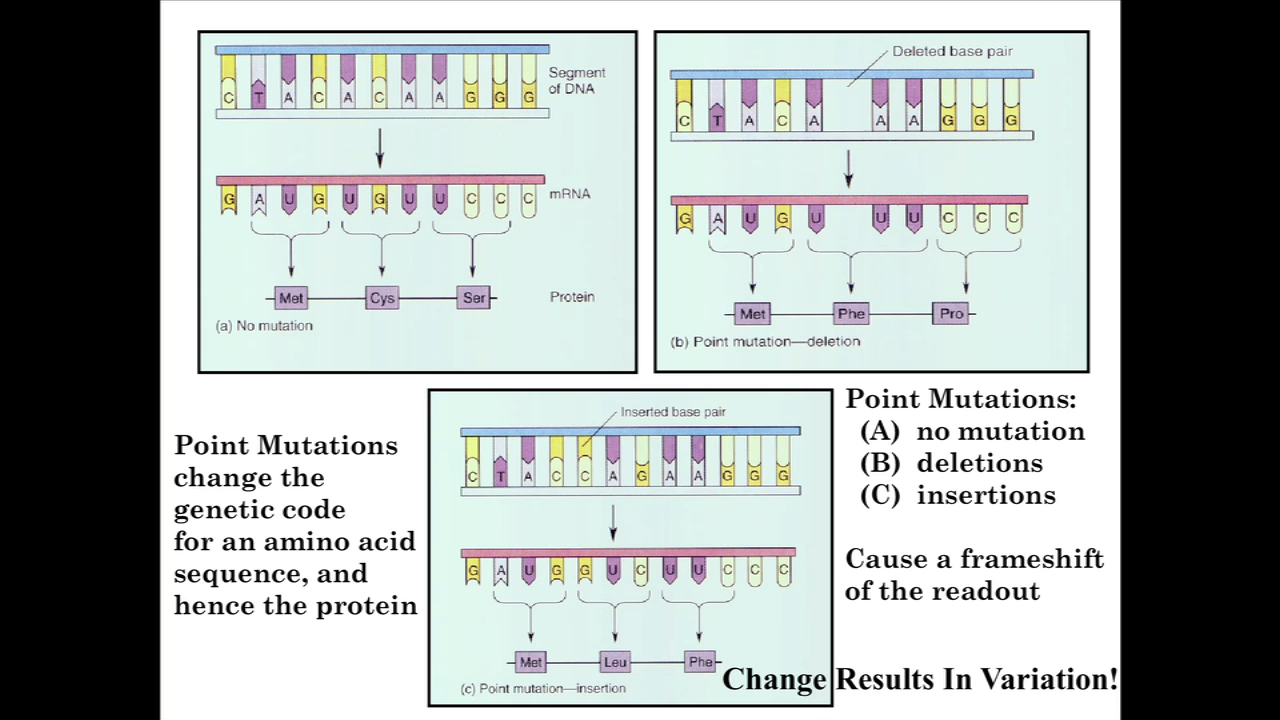 C T A C A C A A G G G
Segment
of DNA
G A U G U G U U C C C
mRNA
Met Cys Ser
Protein
(a) No mutation
Deleted base pair
C T A C A A A G G G
G A U G U U U C C C
Met Phe Pro
(b) Point mutation—deletion
Inserted base pair
C T A C C A G A A G G G
G A U G G U C U U C C C
Met Leu Phe
(c) Point mutation—insertion
Point Mutations
change the
genetic code
for an amino acid
sequence, and
hence the protein
Point Mutations:
(A) no mutation
(B) deletions
(C) insertions
Cause a frameshift
of the readout
Change Results In Variation!